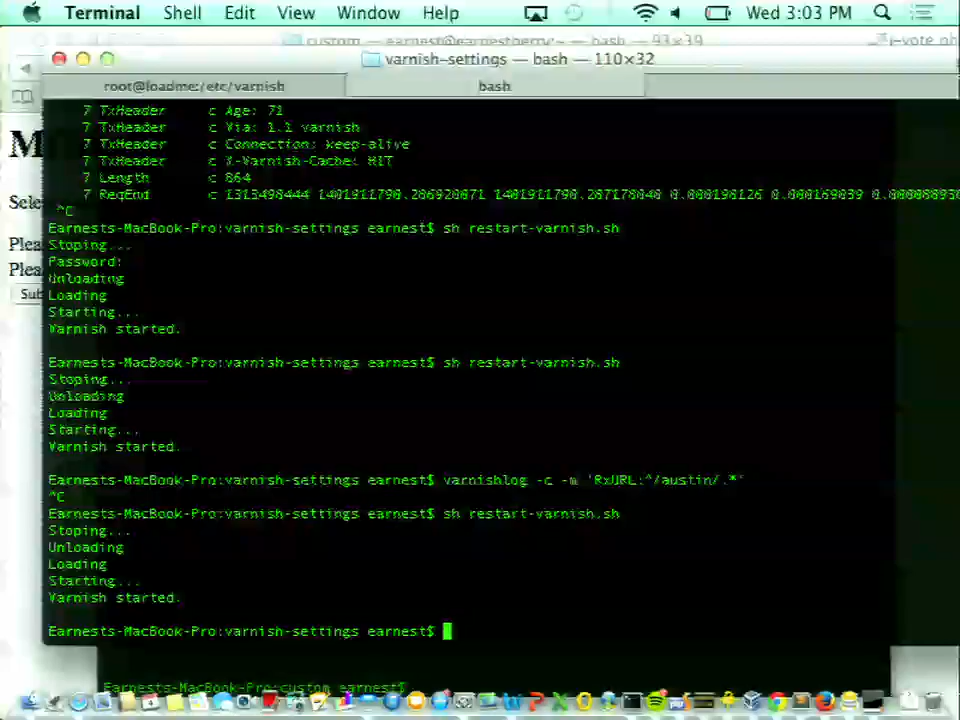 Terminal Shell Edit View Window Help Wed 3:03 PM
custom — earnest@earnestberry:~ — bash — 93×39
varnish-settings — bash — 110×32
root@loadme:/etc/varnish bash
7 TxHeader c Age: 71
7 TxHeader c Via: 1.1 varnish
7 TxHeader c Connection: keep-alive
7 TxHeader c X-Varnish-Cache: HIT
7 Length c 864
7 ReqEnd c 1313498444 1401911790.286920071 1401911790.287178040 0.000198126 0.000169039
^C
Earnests-MacBook-Pro:varnish-settings earnest$ sh restart-varnish.sh
Stoping...
Password:
Unloading
Loading
Starting...
Varnish started.
Earnests-MacBook-Pro:varnish-settings earnest$ sh restart-varnish.sh
Stoping...
Unloading
Loading
Starting...
Varnish started.
Earnests-MacBook-Pro:varnish-settings earnest$ varnishlog -c -m 'RxURL:^/austin/.*'
^C
Earnests-MacBook-Pro:varnish-settings earnest$ sh restart-varnish.sh
Stoping...
Unloading
Loading
Starting...
Varnish started.
Earnests-MacBook-Pro:varnish-settings earnest$
Earnests-MacBook-Pro:custom earnest$